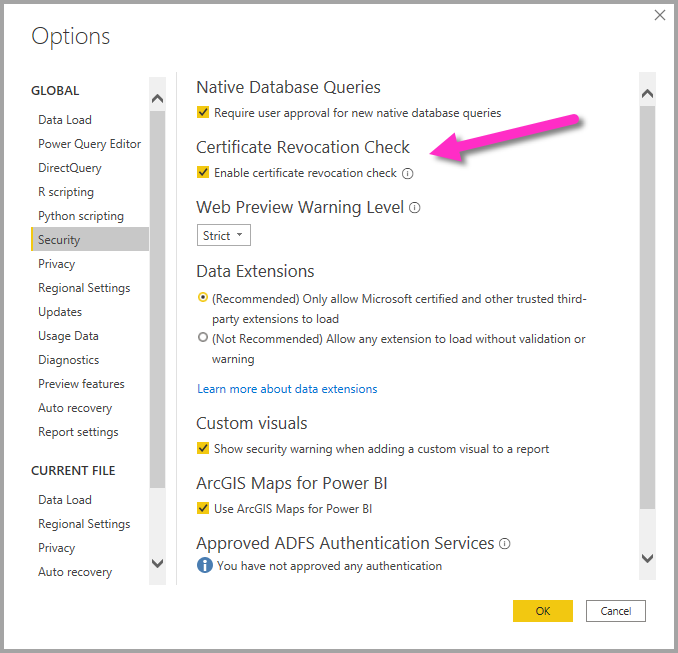 Options
GLOBAL
Data Load
Power Query Editor
DirectQuery
R scripting
Python scripting
Security
Privacy
Regional Settings
Updates
Usage Data
Diagnostics
Preview features
Auto recovery
Report settings
CURRENT FILE
Data Load
Regional Settings
Privacy
Auto recovery
Native Database Queries
Require user approval for new native database queries
Certificate Revocation Check
Enable certificate revocation check
Web Preview Warning Level
Strict
Data Extensions
(Recommended) Only allow Microsoft certified and other trusted third-
party extensions to load
(Not Recommended) Allow any extension to load without validation or
warning
Learn more about data extensions
Custom visuals
Show security warning when adding a custom visual to a report
ArcGIS Maps for Power BI
Use ArcGIS Maps for Power BI
Approved ADFS Authentication Services
You have not approved any authentication
OK
Cancel